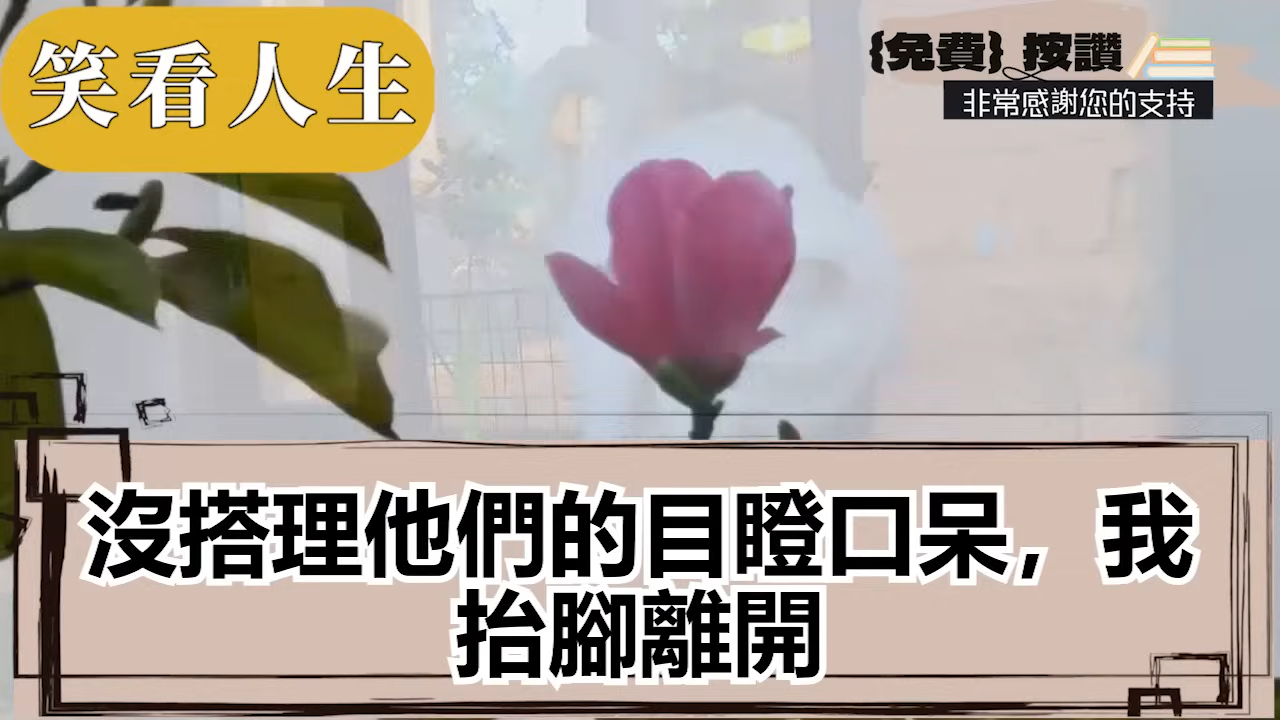 笑看人生
{免費} 按讚
非常感謝您的支持
沒搭理他們的目瞪口呆，我
抬腳離開